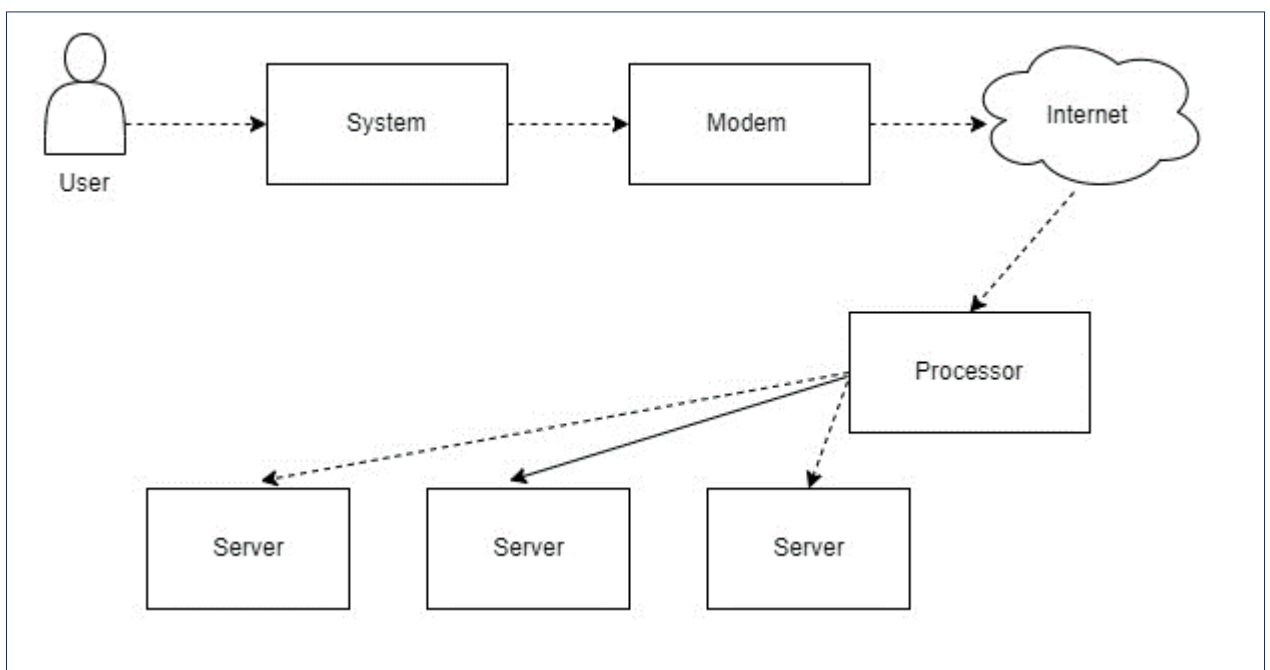 System
Modem
Internet
User
Processor
Server
Server
Server